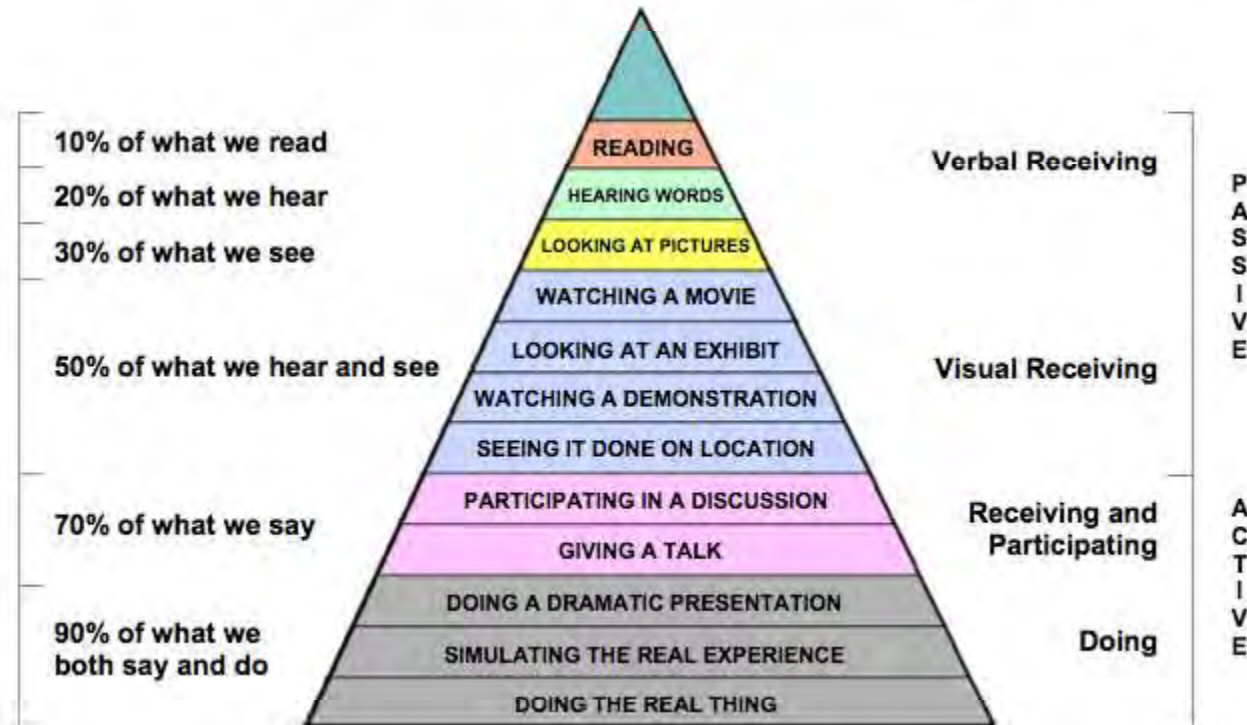 10% of what we read
20% of what we hear
30% of what we see
50% of what we hear and see
70% of what we say
90% of what we
both say and do
READING
HEARING WORDS
LOOKING AT PICTURES
WATCHING A MOVIE
LOOKING AT AN EXHIBIT
WATCHING A DEMONSTRATION
SEEING IT DONE ON LOCATION
PARTICIPATING IN A DISCUSSION
GIVING A TALK
DOING A DRAMATIC PRESENTATION
SIMULATING THE REAL EXPERIENCE
DOING THE REAL THING
Verbal Receiving
Visual Receiving
Receiving and
Participating
Doing
PASSIVE
ACTIVE